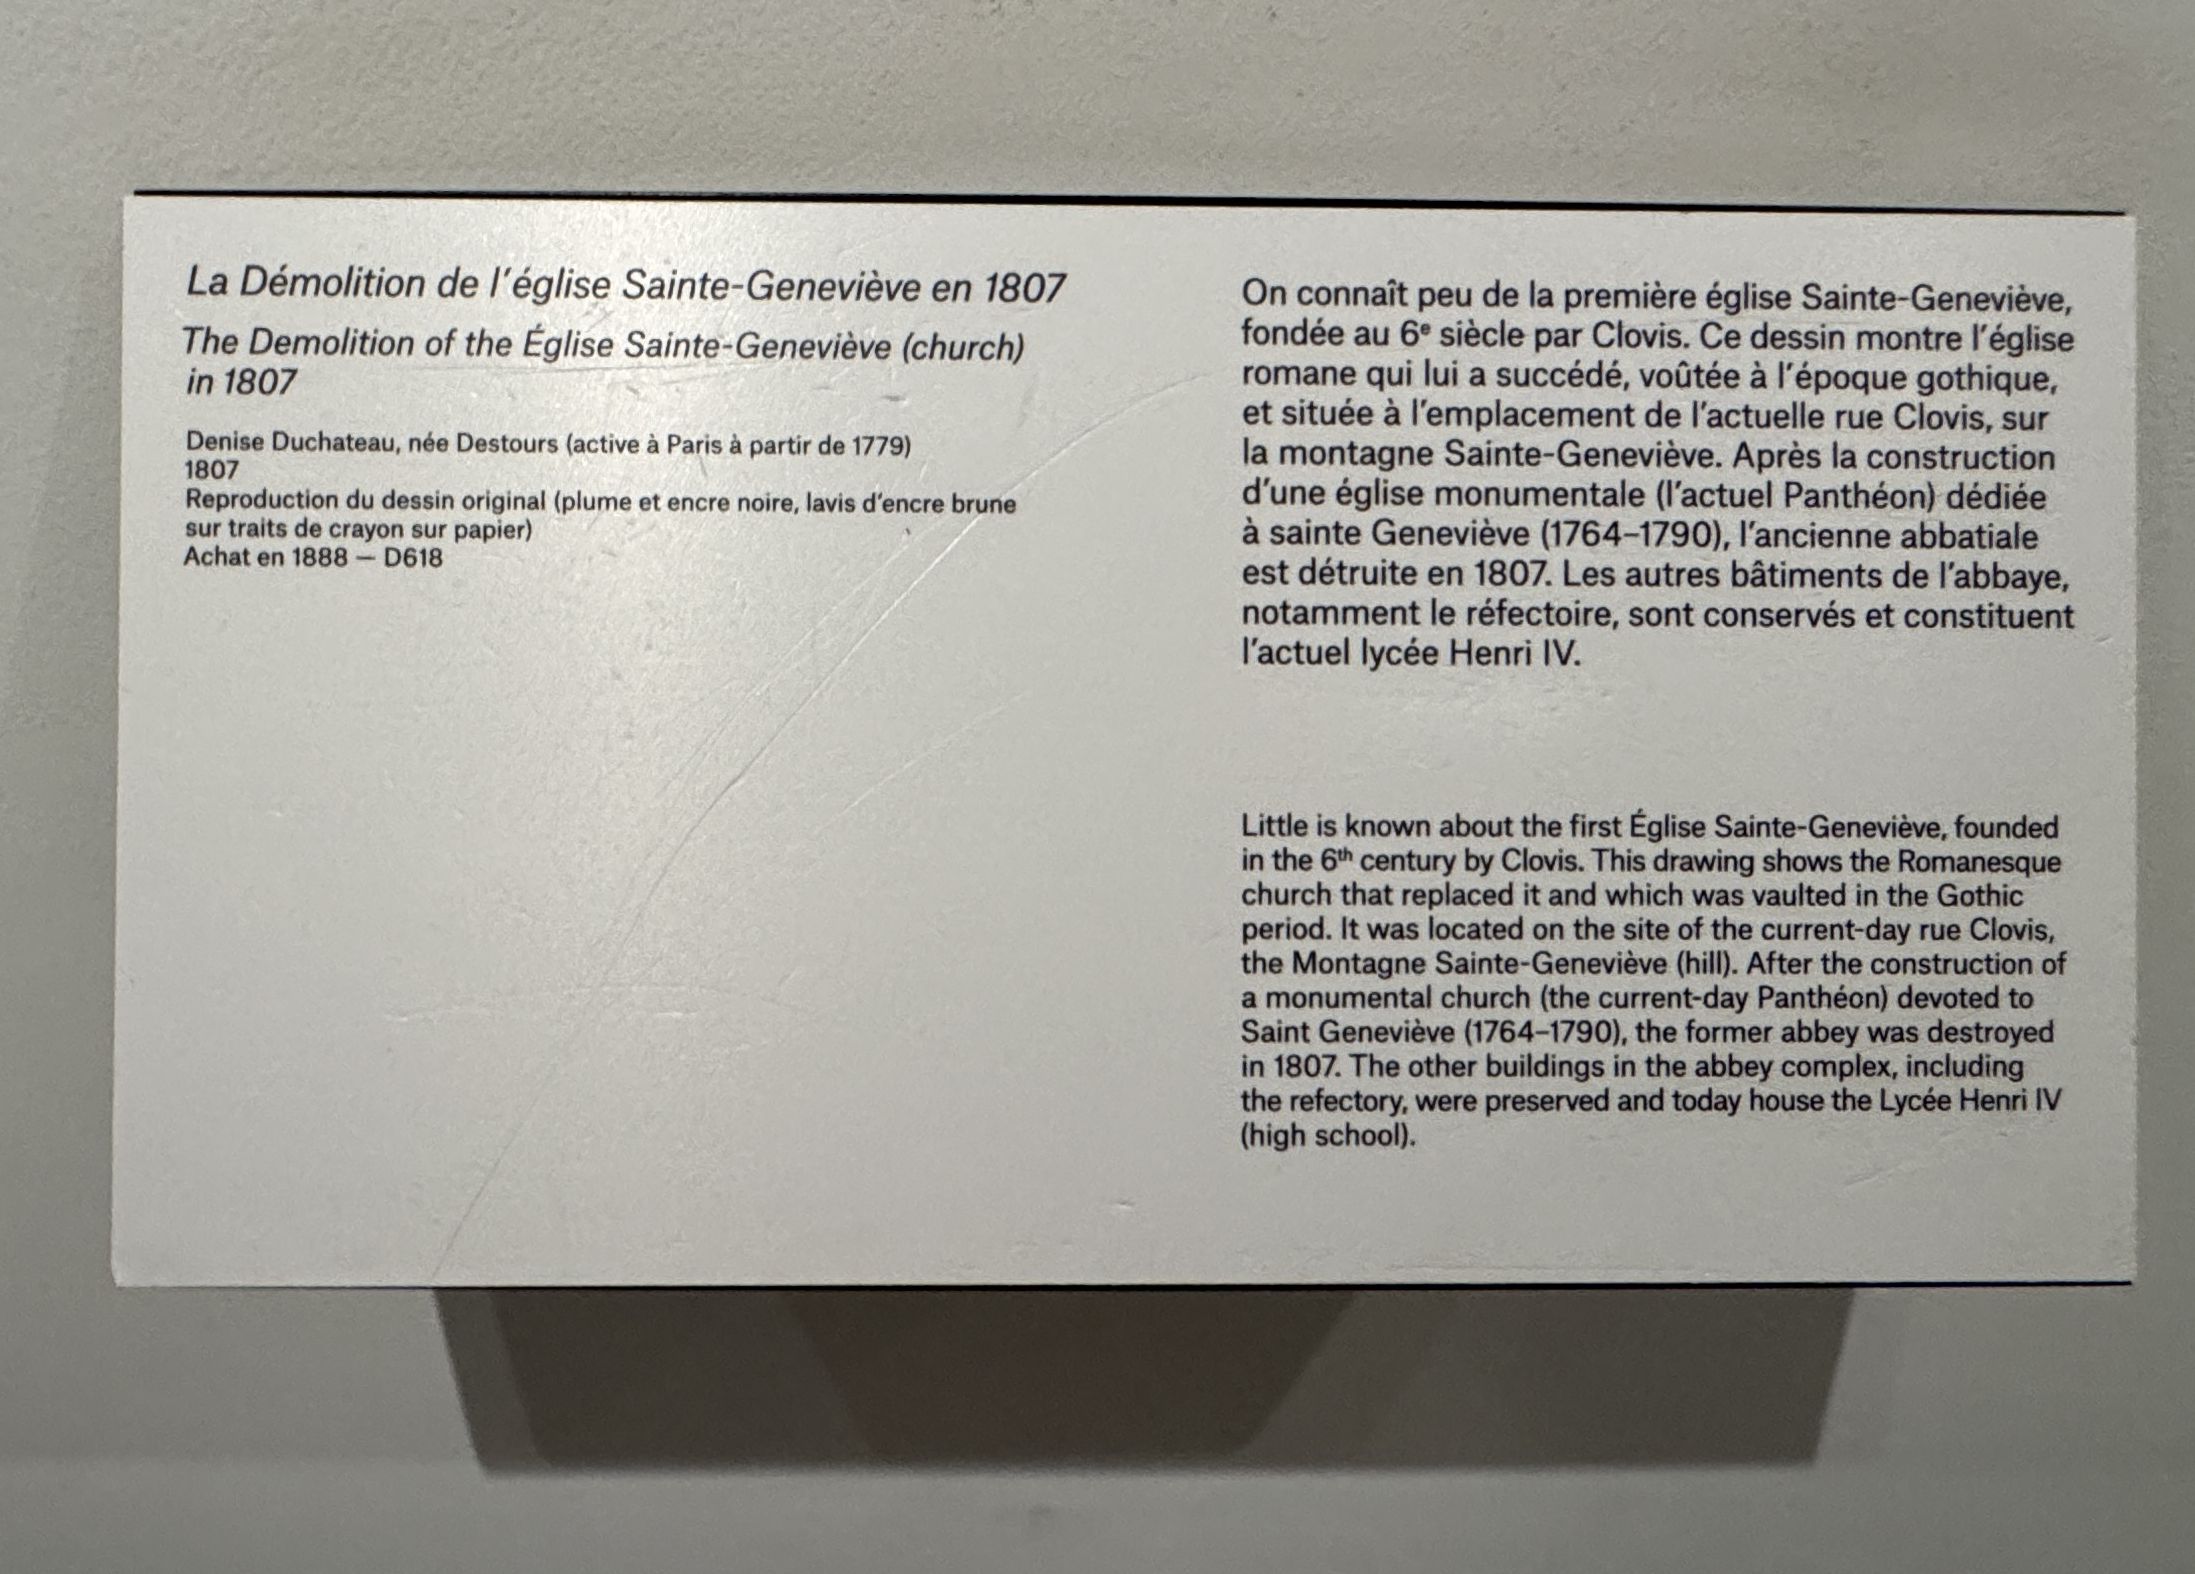 La Démolition de l'église Sainte-Geneviève en 1807
The Demolition of the Église Sainte-Geneviève (church)
in 1807
Denise Duchateau, née Destours (active à Paris à partir de 1779)
1807
Reproduction du dessin original (plume et encre noire, lavis d'encre brune
sur traits de crayon sur papier)
Achat en 1888 — D618
On connaît peu de la première église Sainte-Geneviève,
fondée au 6e siècle par Clovis. Ce dessin montre l'église
romane qui lui a succédé, voûtée à l'époque gothique,
et située à l'emplacement de l'actuelle rue Clovis, sur
la montagne Sainte-Geneviève. Après la construction
d'une église monumentale (l'actuel Panthéon) dédiée
à sainte Geneviève (1764–1790), l'ancienne abbatiale
est détruite en 1807. Les autres bâtiments de l'abbaye,
notamment le réfectoire, sont conservés et constituent
l'actuel lycée Henri IV.
Little is known about the first Église Sainte-Geneviève, founded
in the 6th century by Clovis. This drawing shows the Romanesque
church that replaced it and which was vaulted in the Gothic
period. It was located on the site of the current-day rue Clovis,
the Montagne Sainte-Geneviève (hill). After the construction of
a monumental church (the current-day Panthéon) devoted to
Saint Geneviève (1764–1790), the former abbey was destroyed
in 1807. The other buildings in the abbey complex, including
the refectory, were preserved and today house the Lycée Henri IV
(high school).